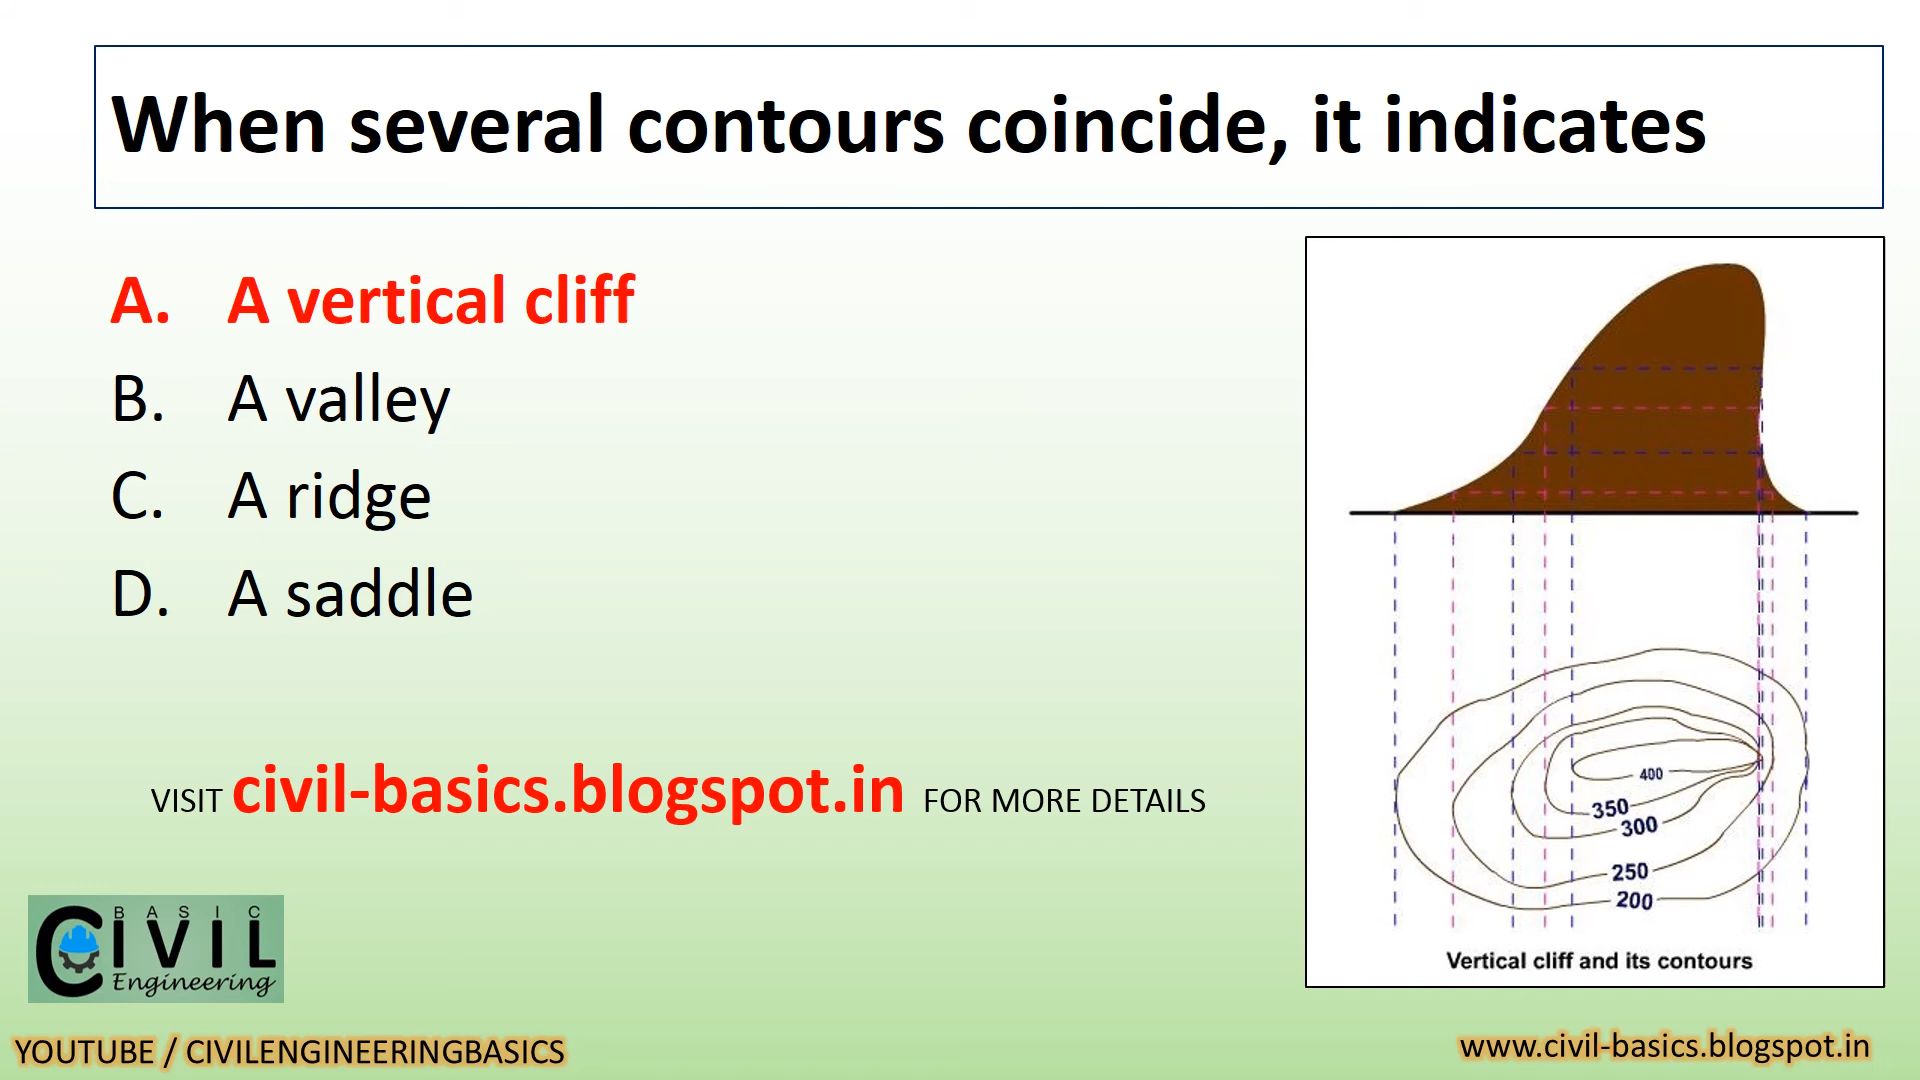 When several contours coincide, it indicates
A. A vertical cliff
B. A valley
C. A ridge
D. A saddle
VISIT civil-basics.blogspot.in FOR MORE DETAILS
400
350
300
250
200
Vertical cliff and its contours
BASIC
CIVIL
Engineering
YOUTUBE / CIVILENGINEERINGBASICS
www.civil-basics.blogspot.in